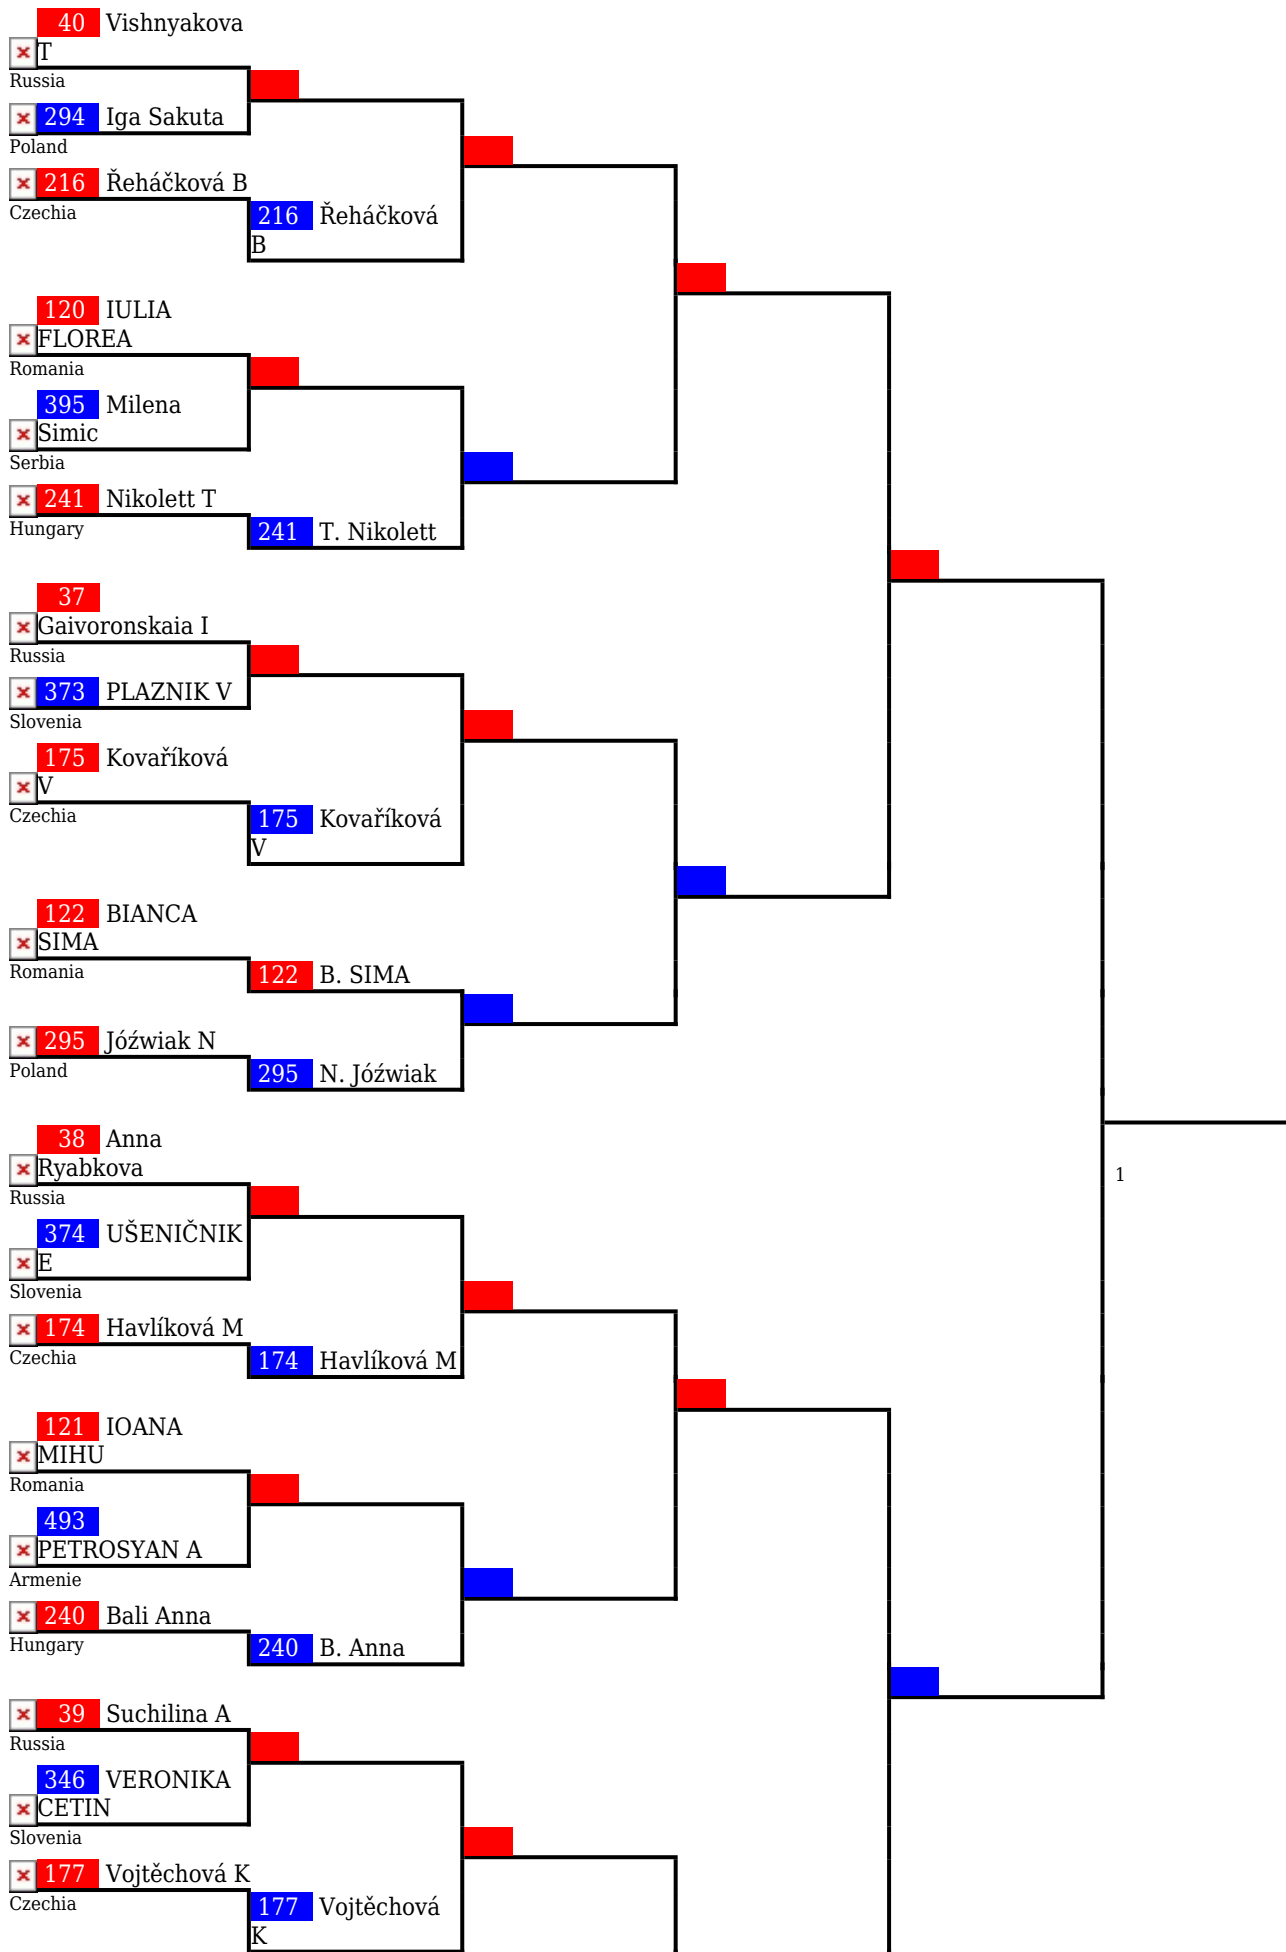 40 Vishnyakova
T
Russia
294 Iga Sakuta
Poland
216 Řeháčková B
Czechia
216 Řeháčková
B
120 IULIA
FLOREA
Romania
395 Milena
Simic
Serbia
241 Nikolett T
Hungary
241 T. Nikolett
37
Gaivoronskaia I
Russia
373 PLAZNIK V
Slovenia
175 Kovaříková
V
Czechia
175 Kovaříková
V
122 BIANCA
SIMA
Romania
122 B. SIMA
295 Jóźwiak N
Poland
295 N. Jóźwiak
38 Anna
Ryabkova
Russia
1
374 UŠENIČNIK
E
Slovenia
174 Havlíková M
Czechia
174 Havlíková M
121 IOANA
MIHU
Romania
493
PETROSYAN A
Armenie
240 Bali Anna
Hungary
240 B. Anna
39 Suchilina A
Russia
346 VERONIKA
CETIN
Slovenia
177 Vojtěchová K
Czechia
177 Vojtěchová
K